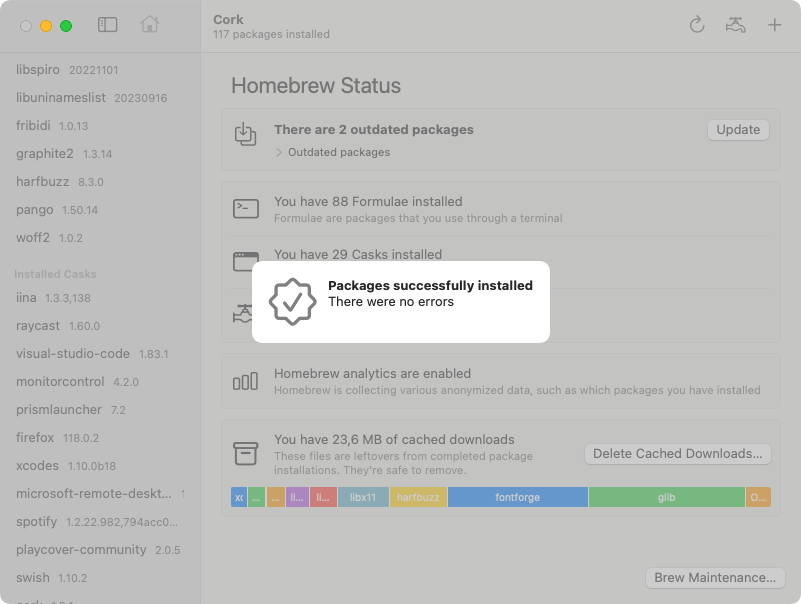 Cork
117 packages installed
libspiro 20221101
libuninameslist 20230916
fribidi 1.0.13
graphite2 1.3.14
harfbuzz 8.3.0
pango 1.50.14
woff2 1.0.2
Installed Casks
iina 1.3.3,138
raycast 1.60.0
visual-studio-code 1.83.1
monitorcontrol 4.2.0
prismlauncher 7.2
firefox 118.0.2
xcodes 1.10.0b18
microsoft-remote-deskt... 1
spotify 1.2.22.982,794acc0...
playcover-community 2.0.5
swish 1.10.2
Homebrew Status
There are 2 outdated packages
Update
Outdated packages
You have 88 Formulae installed
Formulae are packages that you use through a terminal
You have 29 Casks installed
Packages successfully installed
There were no errors
Homebrew analytics are enabled
Homebrew is collecting various anonymized data, such as which packages you have installed
You have 23,6 MB of cached downloads
These files are leftovers from completed package
installations. They're safe to remove.
Delete Cached Downloads...
xc ... ... li... li... libx11 harfbuzz fontforge glib O...
Brew Maintenance...